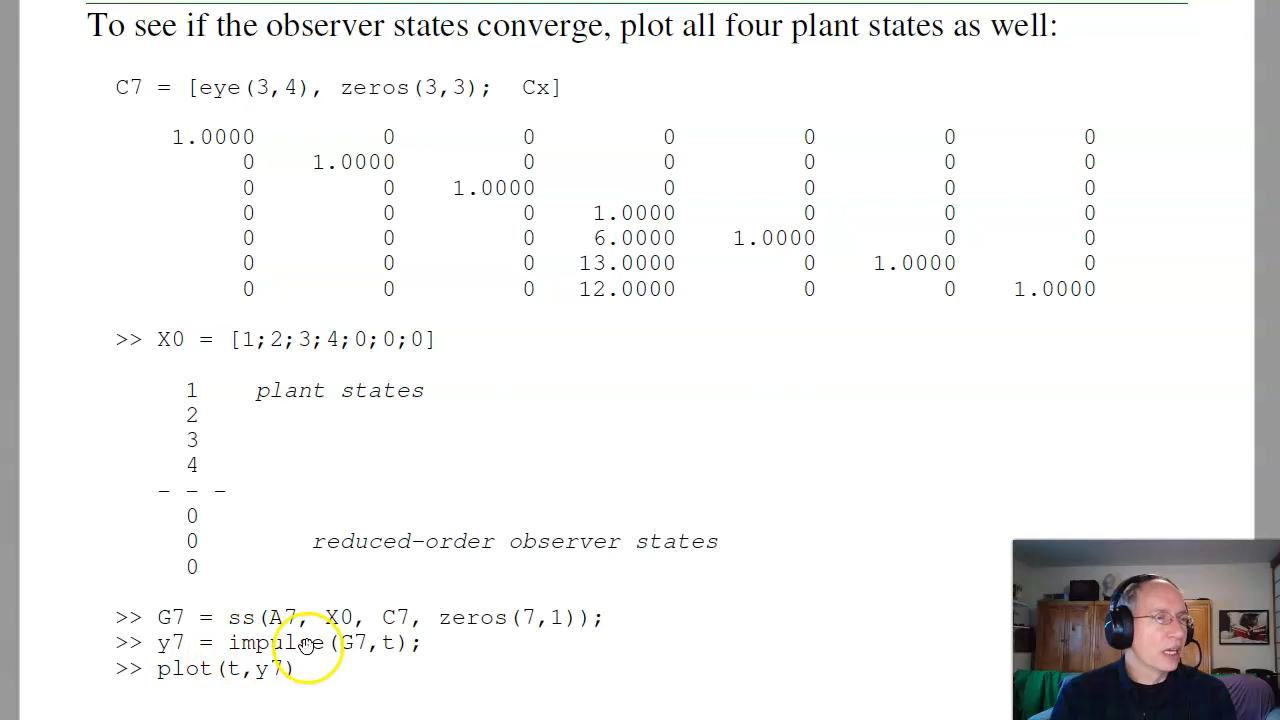 To see if the observer states converge, plot all four plant states as well:
C7 = [eye(3,4), zeros(3,3);  Cx]
1.0000 0 0 0 0 0 0
0 1.0000 0 0 0 0 0
0 0 1.0000 0 0 0 0
0 0 0 1.0000 0 0 0
0 0 0 6.0000 1.0000 0 0
0 0 0 13.0000 0 1.0000 0
0 0 0 12.0000 0 0 1.0000
>> X0 = [1;2;3;4;0;0;0]
1 plant states
2
3
4
- - -
0
0 reduced-order observer states
0
>> G7 = ss(A7, X0, C7, zeros(7,1));
>> y7 = impulse(G7,t);
>> plot(t,y7)